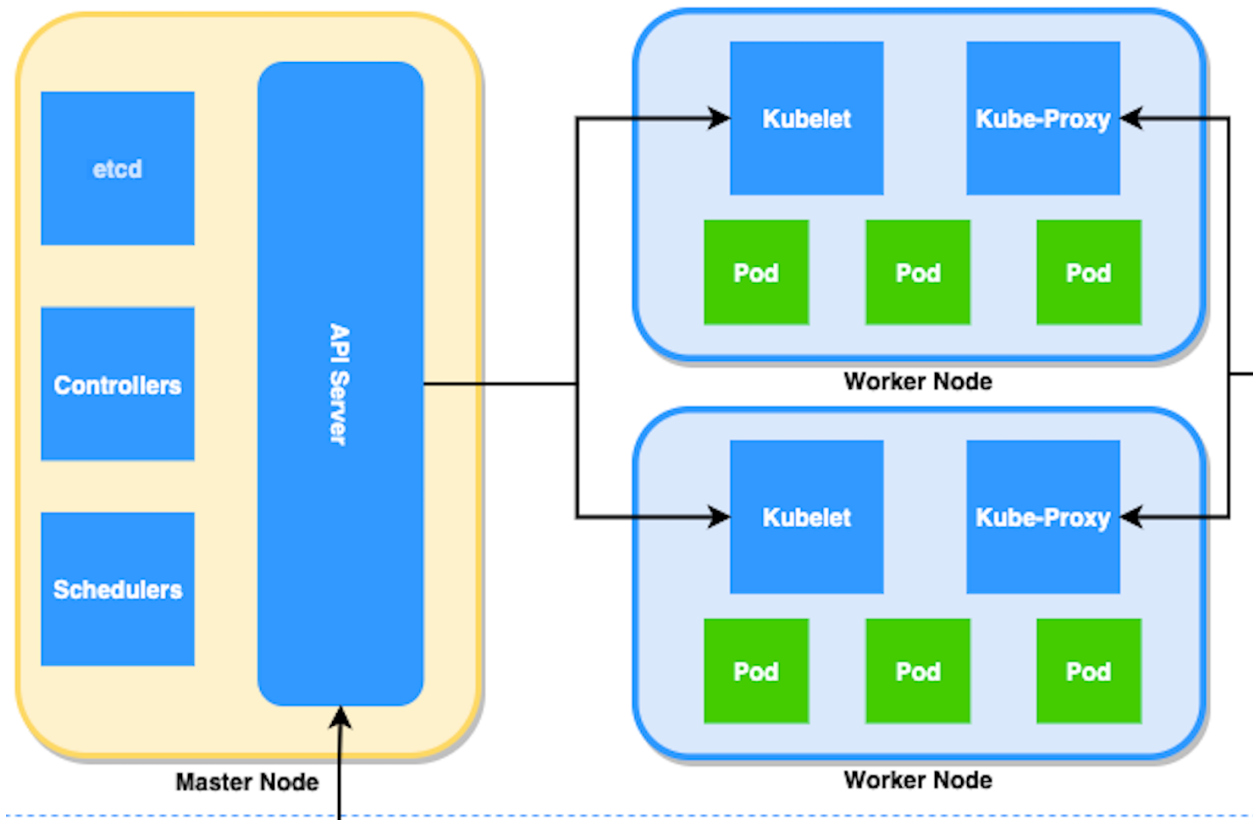 etcd
Controllers
Schedulers
API Server
Master Node
Kubelet
Kube-Proxy
Pod
Pod
Pod
Worker Node
Kubelet
Kube-Proxy
Pod
Pod
Pod
Worker Node